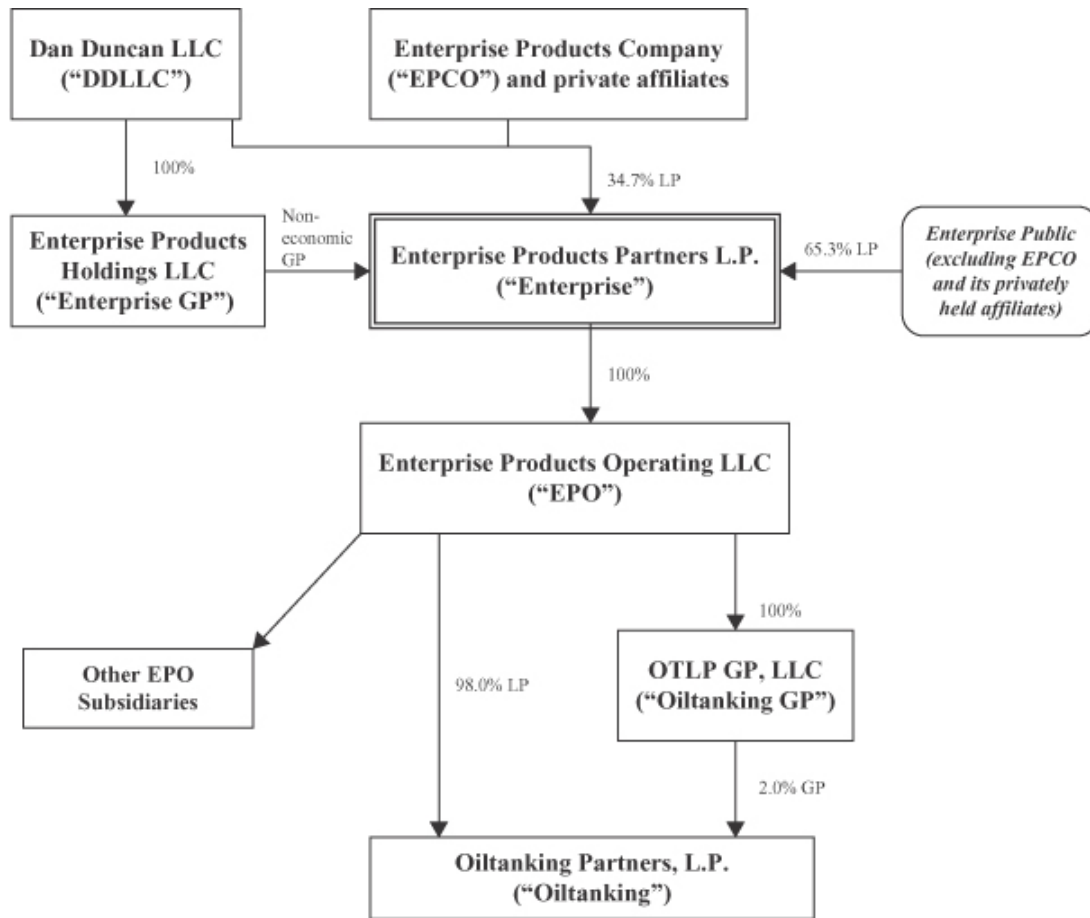 Dan Duncan LLC
(“DDLLC”)
Enterprise Products Company
(“EPCO”) and private affiliates
100%
34.7% LP
Enterprise Products
Holdings LLC
(“Enterprise GP”)
Non-
economic
GP
Enterprise Products Partners L.P.
(“Enterprise”)
65.3% LP
Enterprise Public
(excluding EPCO
and its privately
held affiliates)
100%
Enterprise Products Operating LLC
(“EPO”)
100%
Other EPO
Subsidiaries
98.0% LP
OTLP GP, LLC
(“Oiltanking GP”)
2.0% GP
Oiltanking Partners, L.P.
(“Oiltanking”)